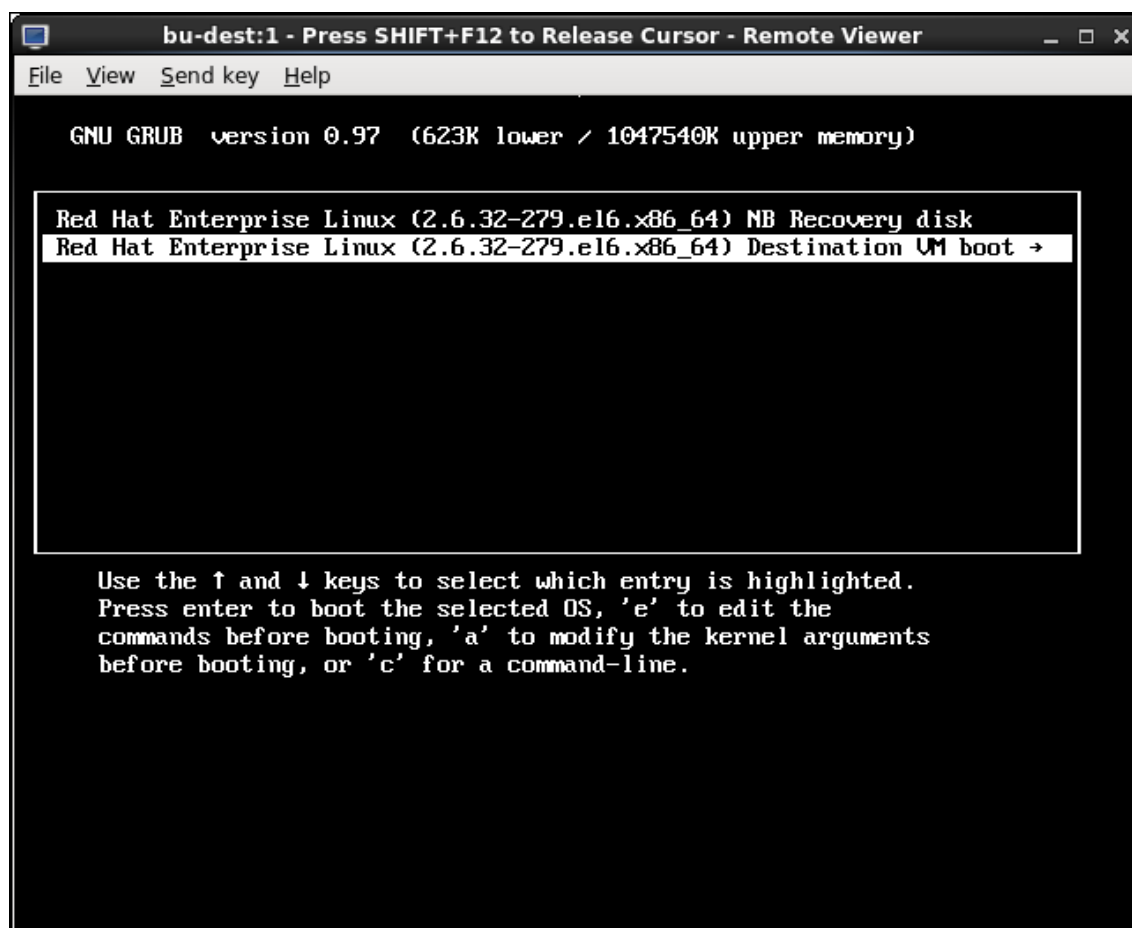 bu-dest:1 - Press SHIFT+F12 to Release Cursor - Remote Viewer
File View Send key Help
GNU GRUB version 0.97 (623K lower / 1047540K upper memory)
Red Hat Enterprise Linux (2.6.32-279.el6.x86_64) NB Recovery disk
Red Hat Enterprise Linux (2.6.32-279.el6.x86_64) Destination VM boot →
Use the ↑ and ↓ keys to select which entry is highlighted.
Press enter to boot the selected OS, 'e' to edit the
commands before booting, 'a' to modify the kernel arguments
before booting, or 'c' for a command-line.